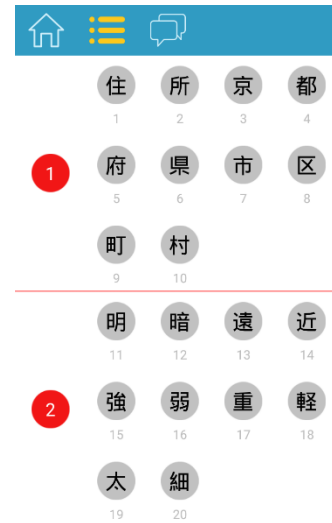 住 所 京 都
1 2 3 4
1
府 県 市 区
5 6 7 8
町 村
9 10
明 暗 遠 近
11 12 13 14
2
強 弱 重 軽
15 16 17 18
太 細
19 20